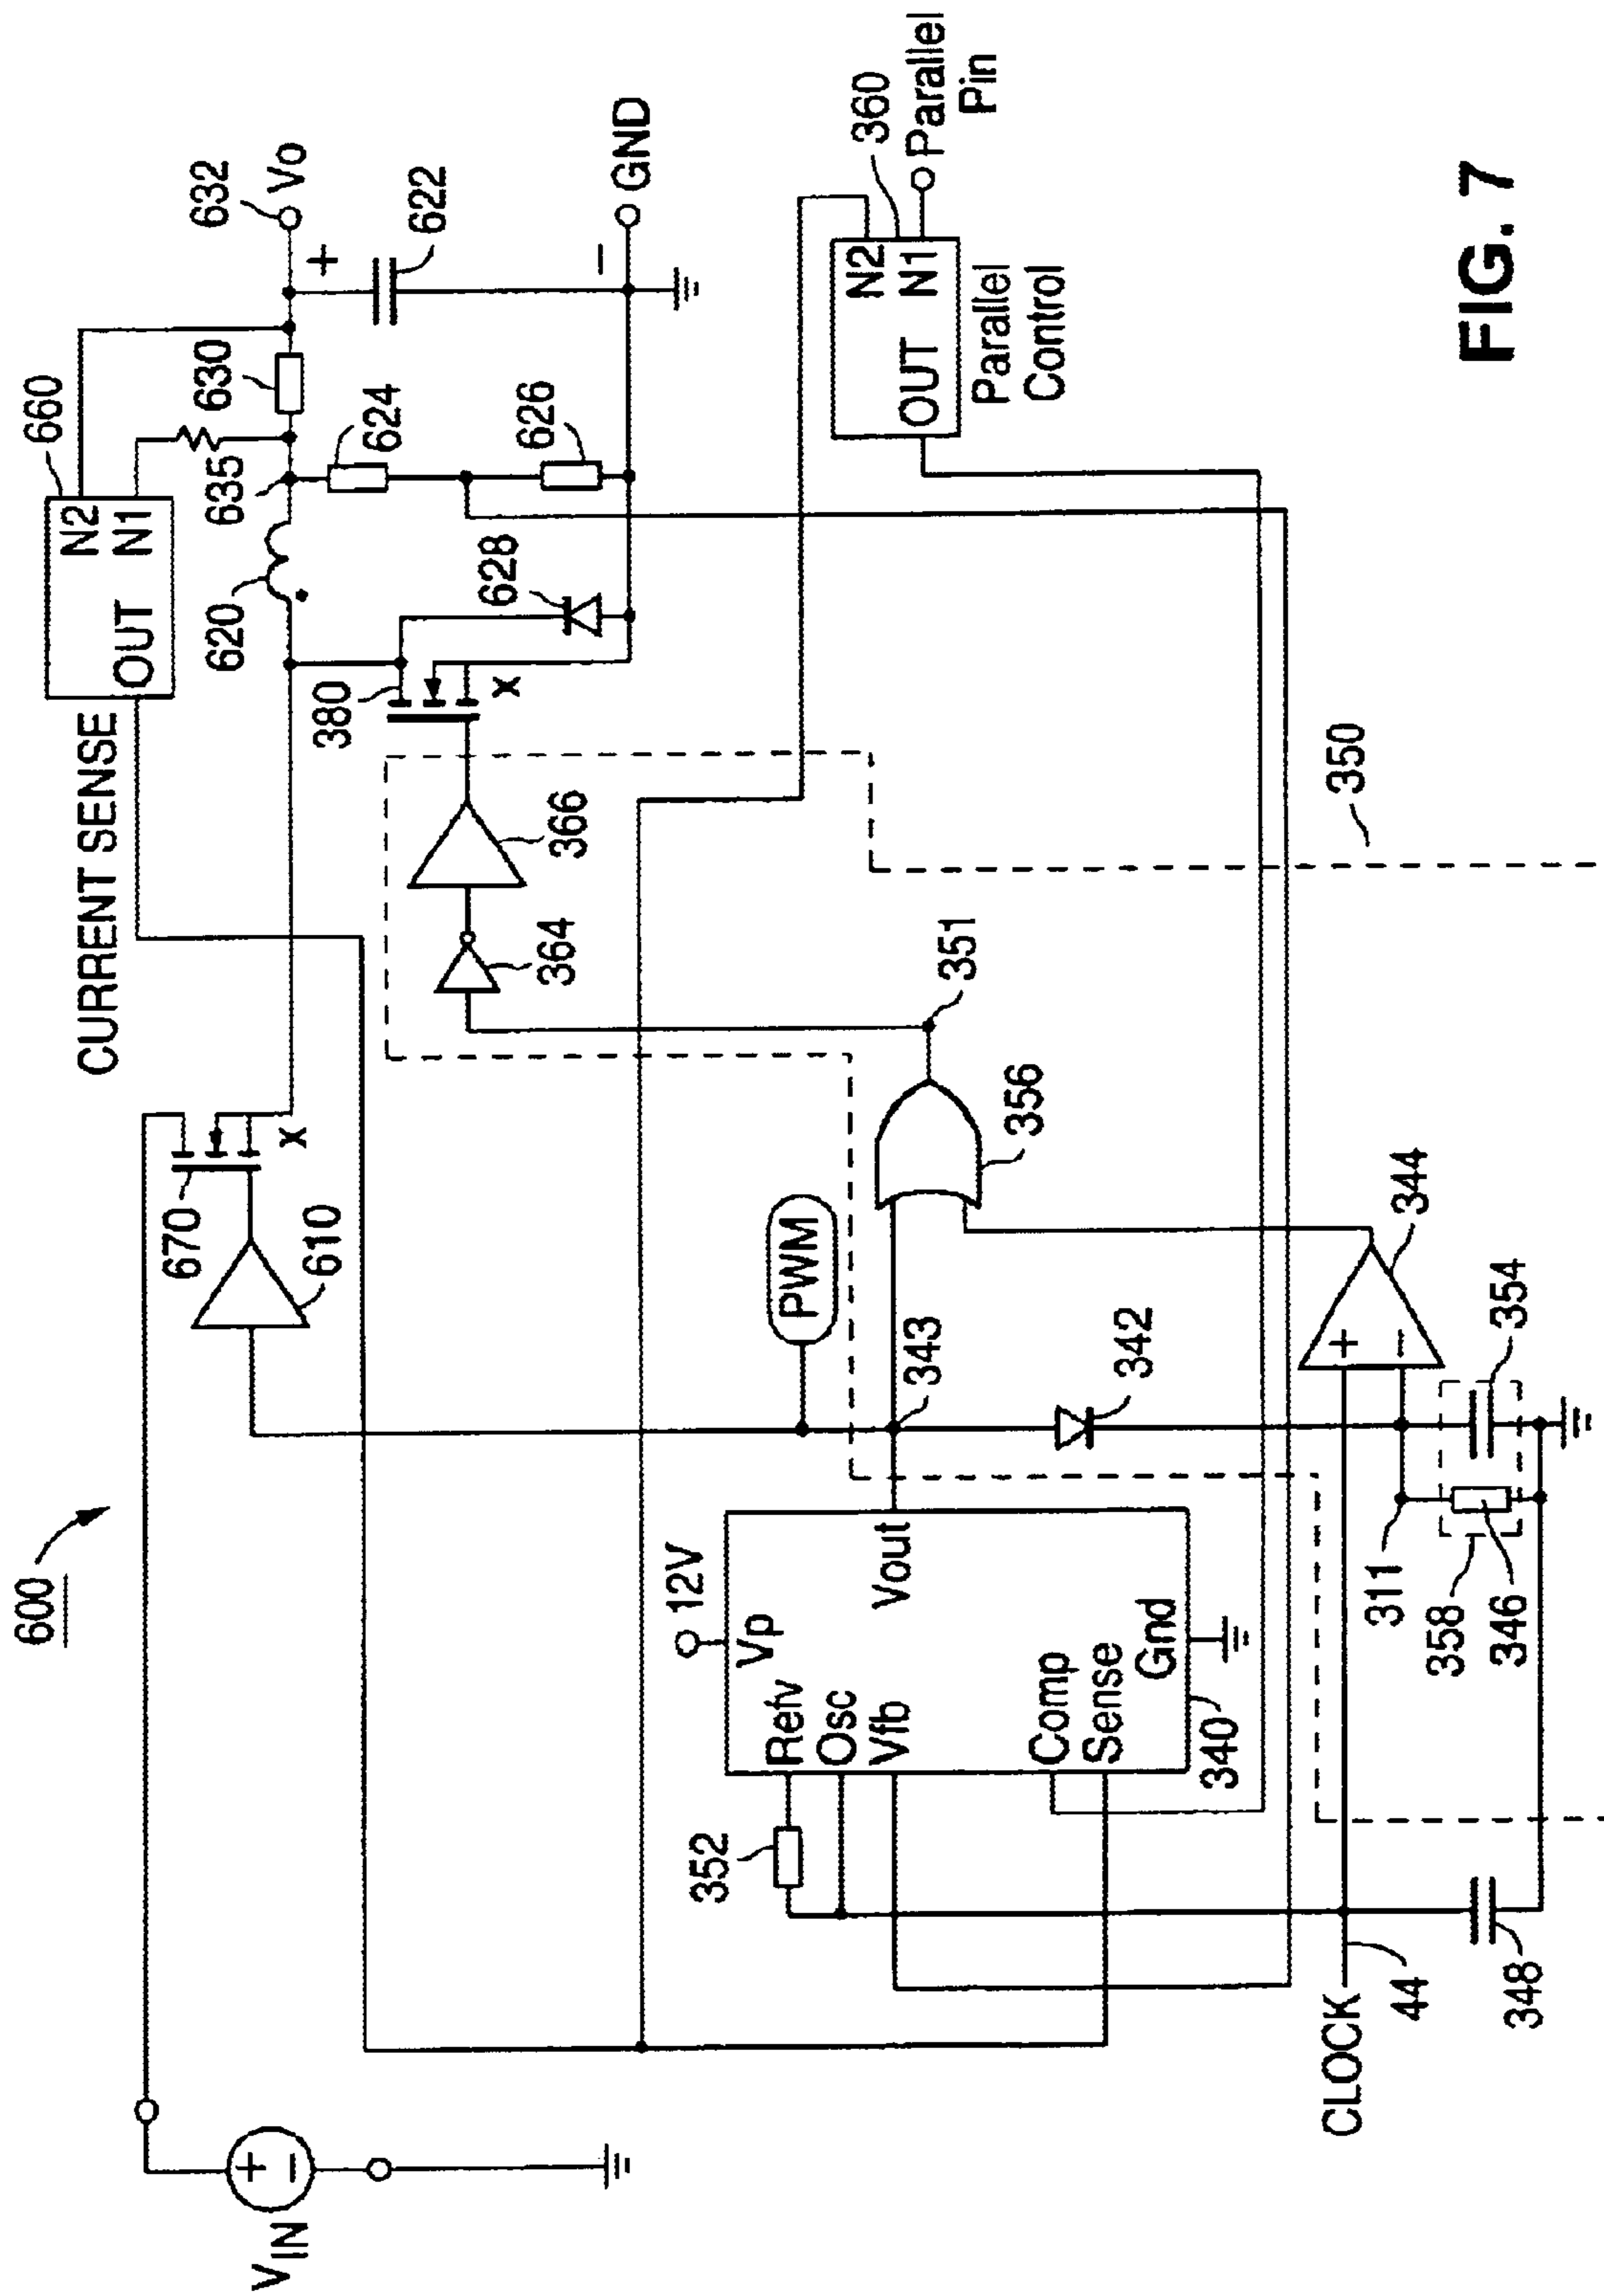 600
CURRENT SENSE
660
N2
N1
OUT
632
Vo
+
630
635
620
624
622
626
628
380
x
−
GND
670
x
610
VIN
+
−
366
364
PWM
12V
Vp
Refv
Osc
Vfb
Vout
Comp
Sense
Gnd
340
352
343
342
356
351
350
N2
N1
OUT
360
Parallel
Pin
Parallel
Control
344
+
−
354
311
358
346
CLOCK
44
348
FIG. 7